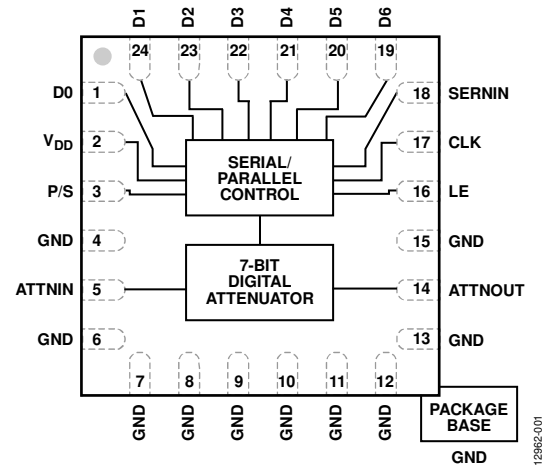 D1
D2
D3
D4
D5
D6
24
23
22
21
20
19
D0 1
18 SERNIN
VDD 2
17 CLK
P/S 3
16 LE
SERIAL/
PARALLEL
CONTROL
GND 4
15 GND
7-BIT
DIGITAL
ATTENUATOR
ATTNIN 5
14 ATTNOUT
GND 6
13 GND
7
8
9
10
11
12
GND
GND
GND
GND
GND
GND
PACKAGE
BASE
GND
12962-001